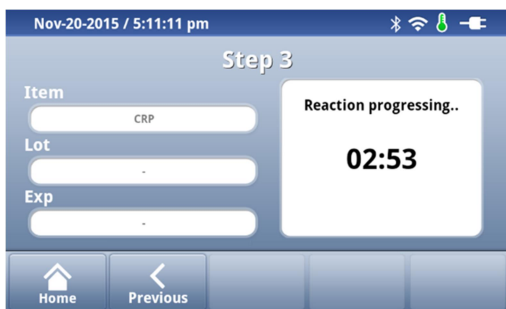 Nov-20-2015 / 5:11:11 pm
Step 3
Item
CRP
Lot
-
Exp
-
Reaction progressing..
02:53
Home
Previous